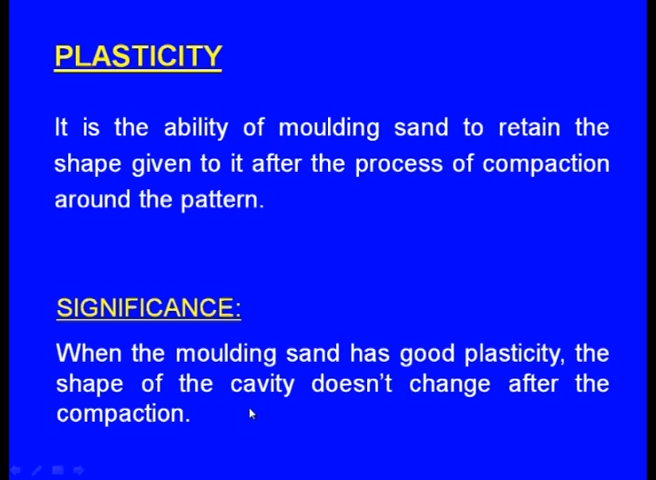 PLASTICITY
It is the ability of moulding sand to retain the
shape given to it after the process of compaction
around the pattern.
SIGNIFICANCE:
When the moulding sand has good plasticity, the
shape of the cavity doesn’t change after the
compaction.